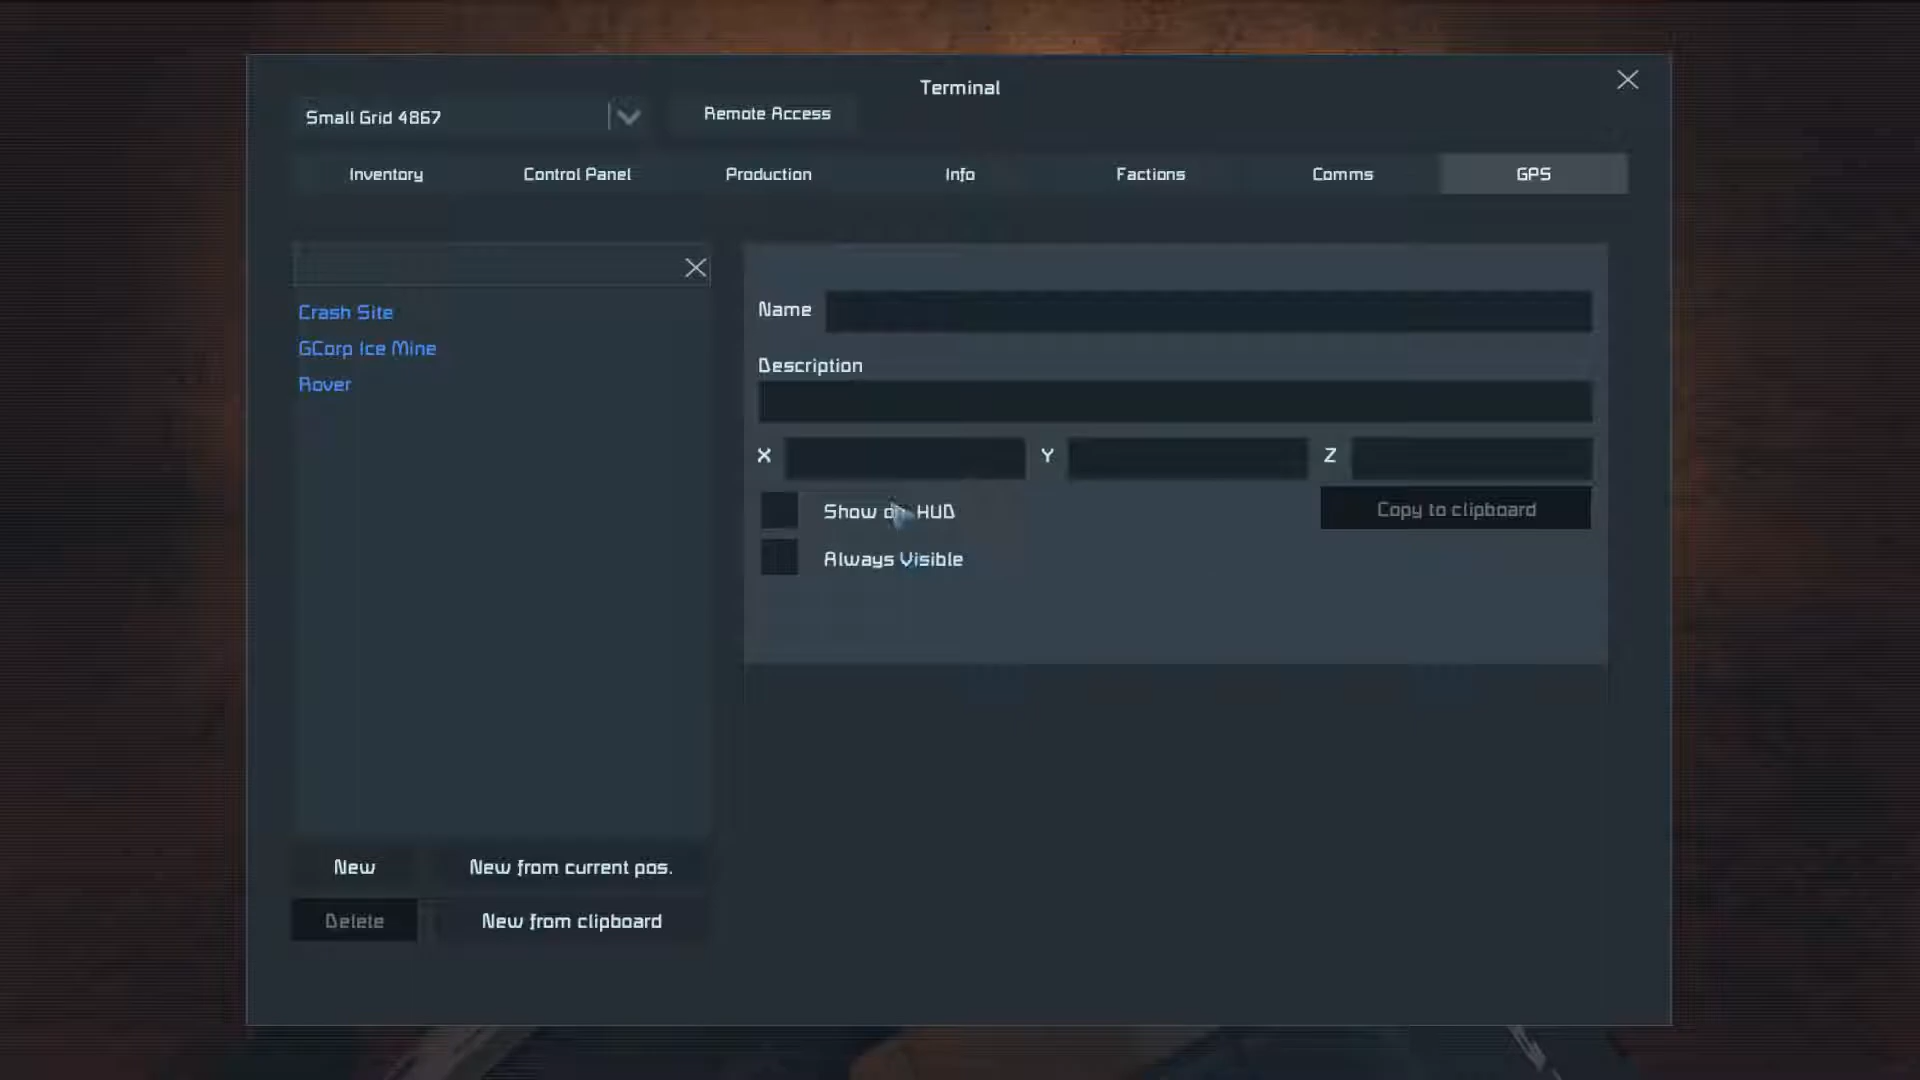 Terminal
Small Grid 4867
Remote Access
Inventory
Control Panel
Production
Info
Factions
Comms
GPS
Crash Site
GCorp Ice Mine
Rover
Name
Description
X
Y
Z
Show on HUD
Copy to clipboard
Always Visible
New
New from current pos.
Delete
New from clipboard